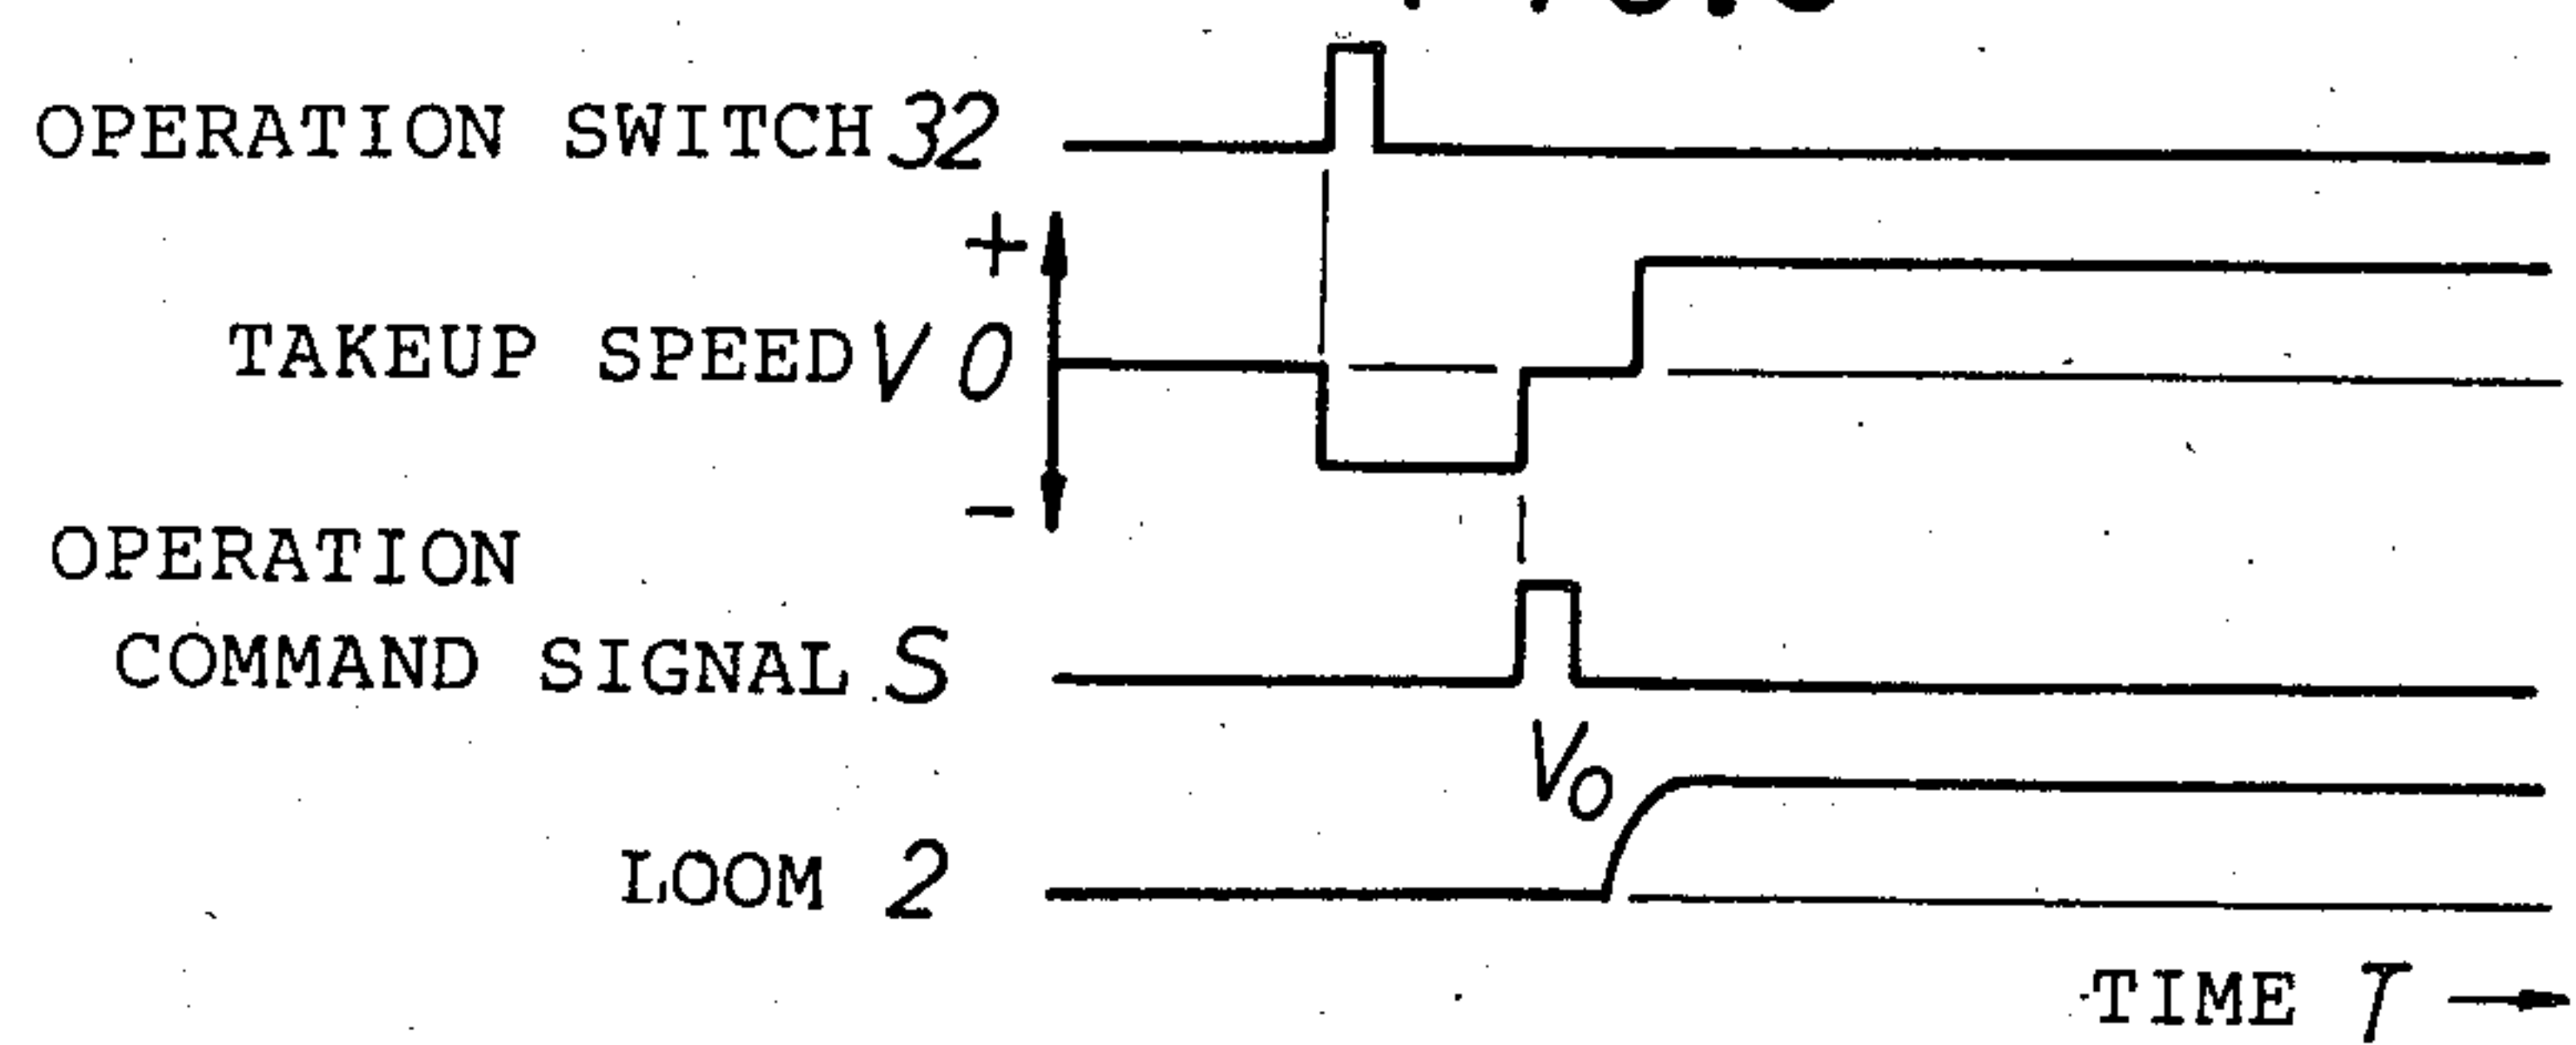 OPERATION SWITCH 32
+
TAKEUP SPEED V 0
-
OPERATION
COMMAND SIGNAL S
V0
LOOM 2
TIME T